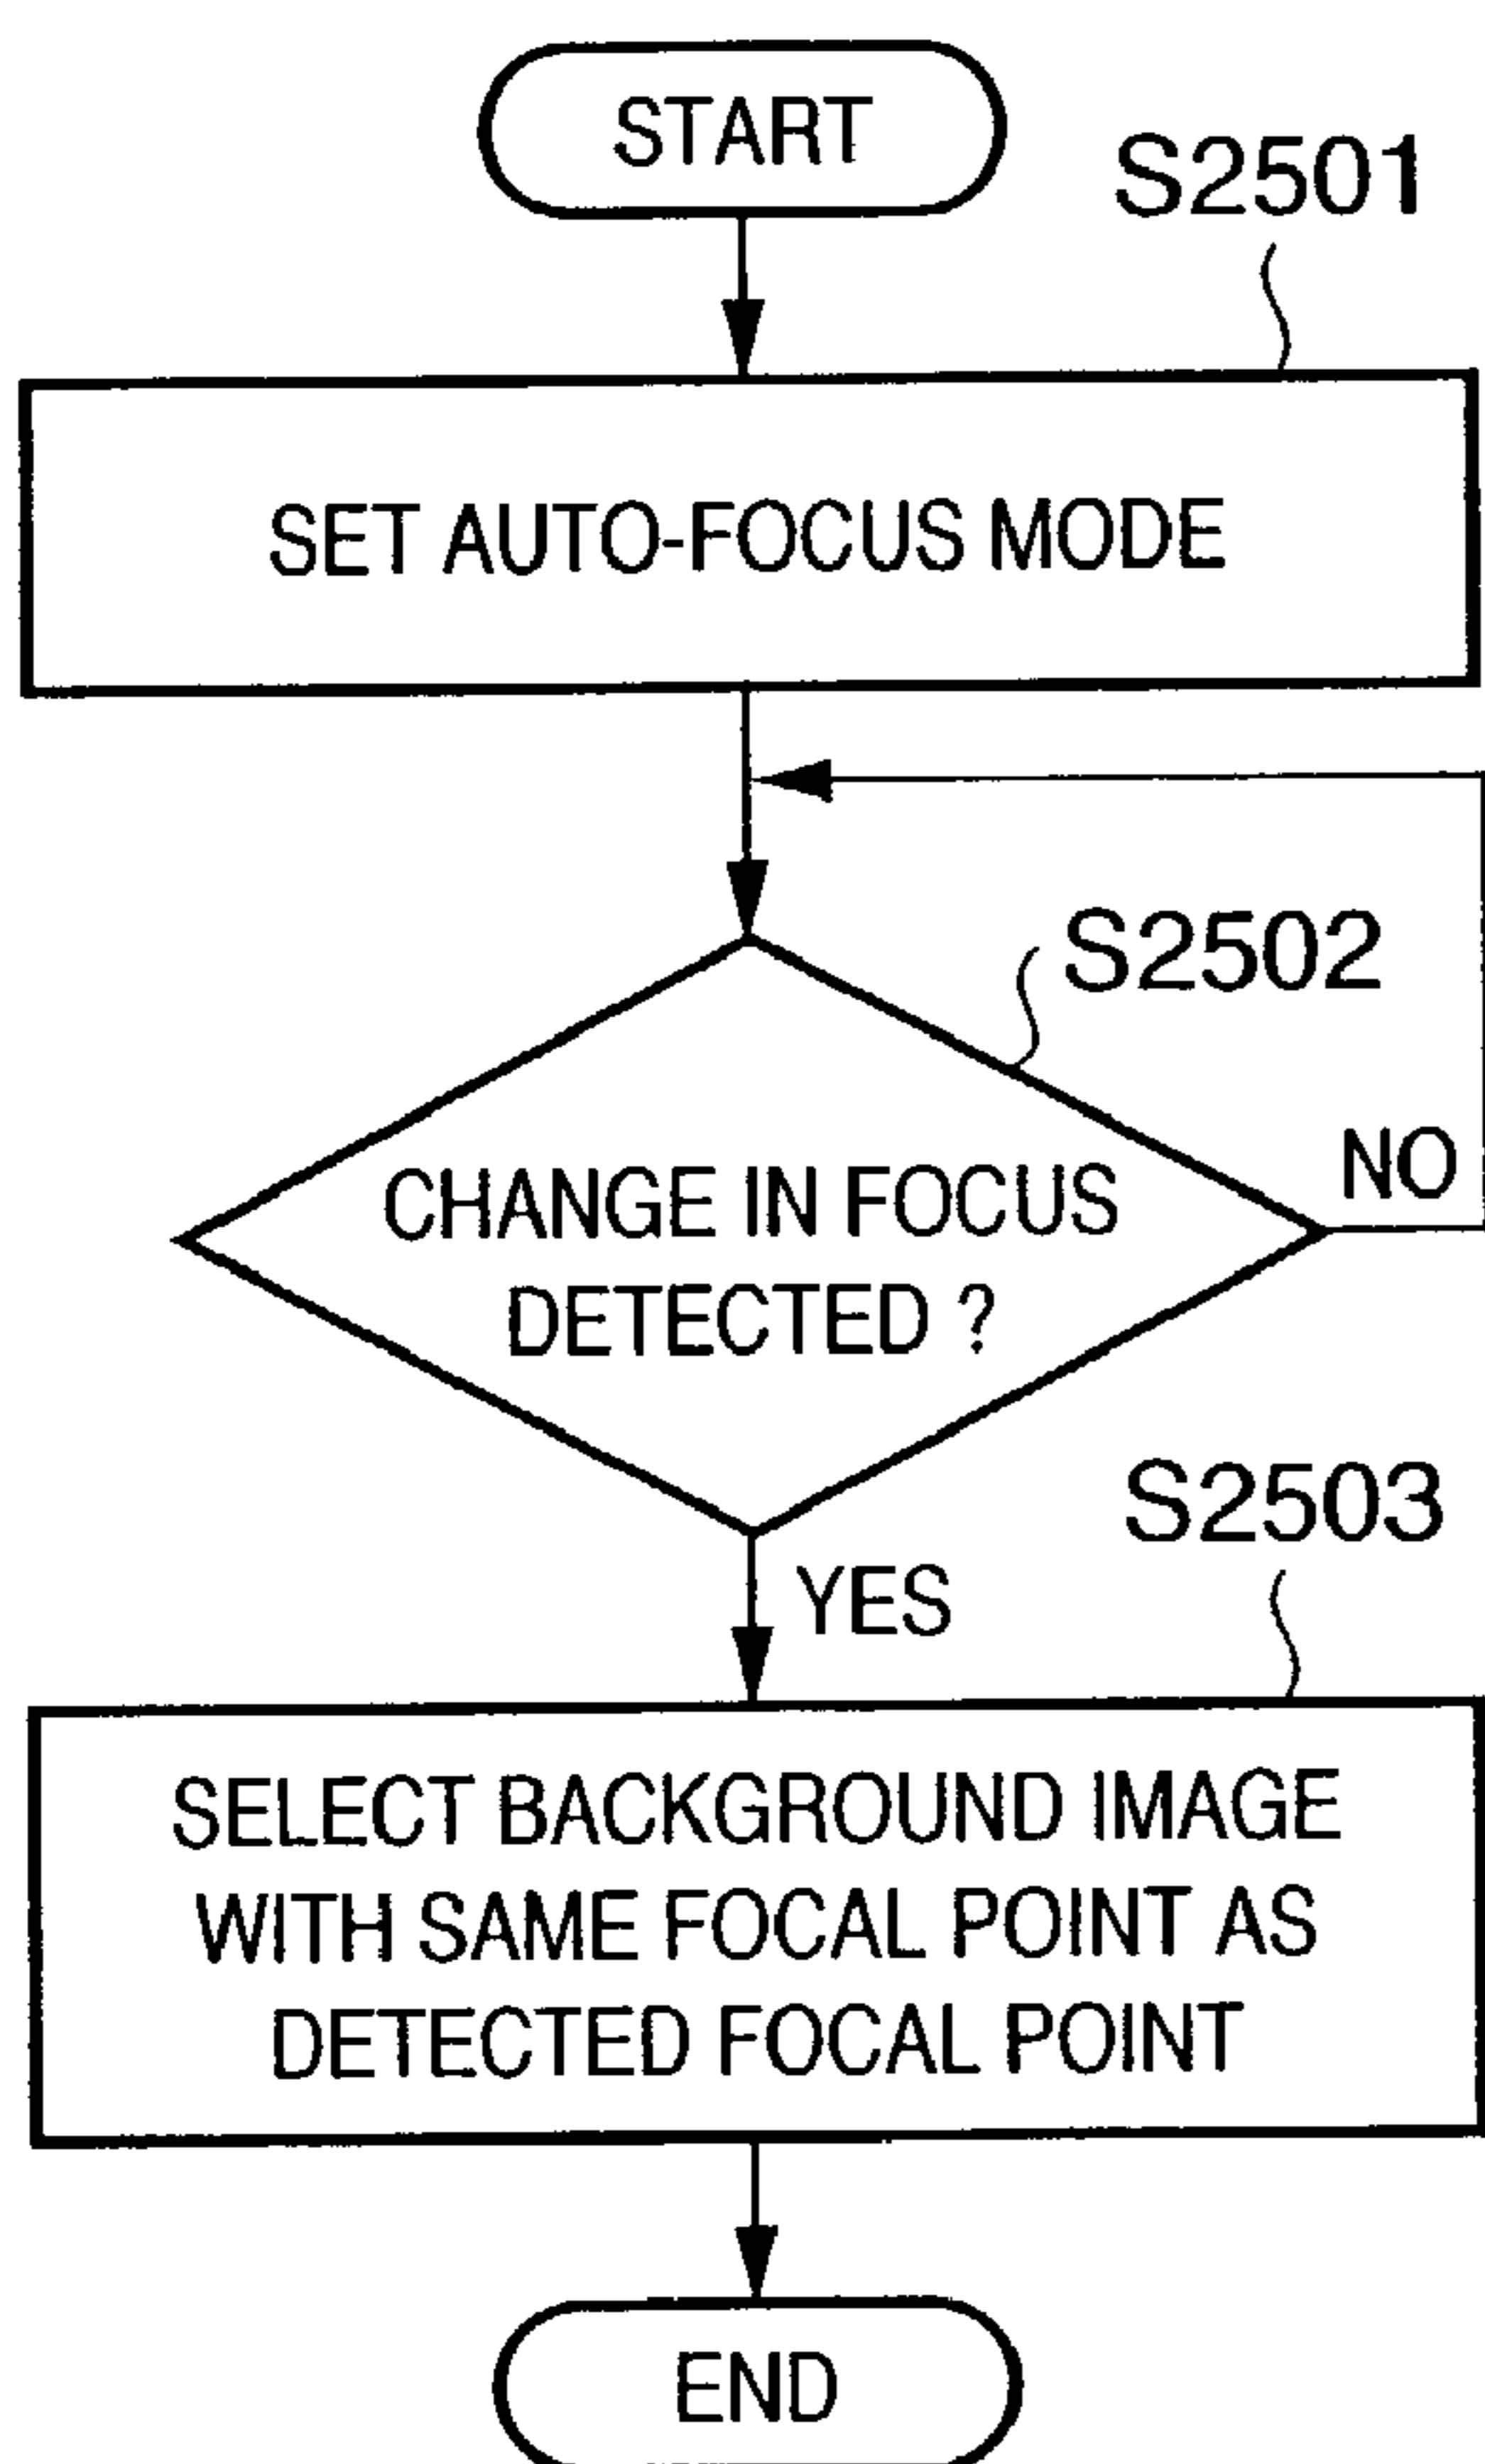 START
S2501
SET AUTO-FOCUS MODE
S2502
CHANGE IN FOCUS
DETECTED ?
NO
YES
S2503
SELECT BACKGROUND IMAGE
WITH SAME FOCAL POINT AS
DETECTED FOCAL POINT
END